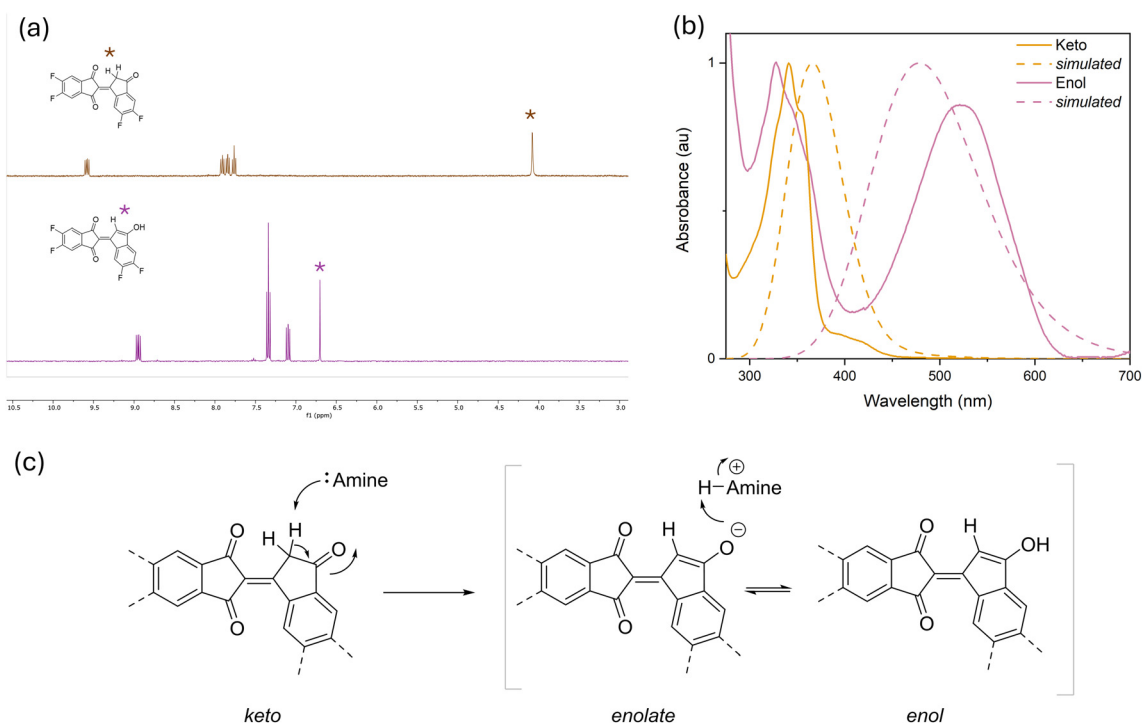 (a)
*
O
H
H
O
F
F
O
F
F
*
*
O
H
OH
F
F
O
F
F
*
10.5 10.0 9.5 9.0 8.5 8.0 7.5 7.0 6.5 6.0 5.5 5.0 4.5 4.0 3.5 3.0
f1 (ppm)
(b)
Keto
simulated
Enol
simulated
1
0
Absrobance (au)
300 400 500 600 700
Wavelength (nm)
(c)
:Amine
O
H
H
O
O
keto
H–Amine
⊕
⊖
O
H
O
O
enolate
O
H
OH
O
enol